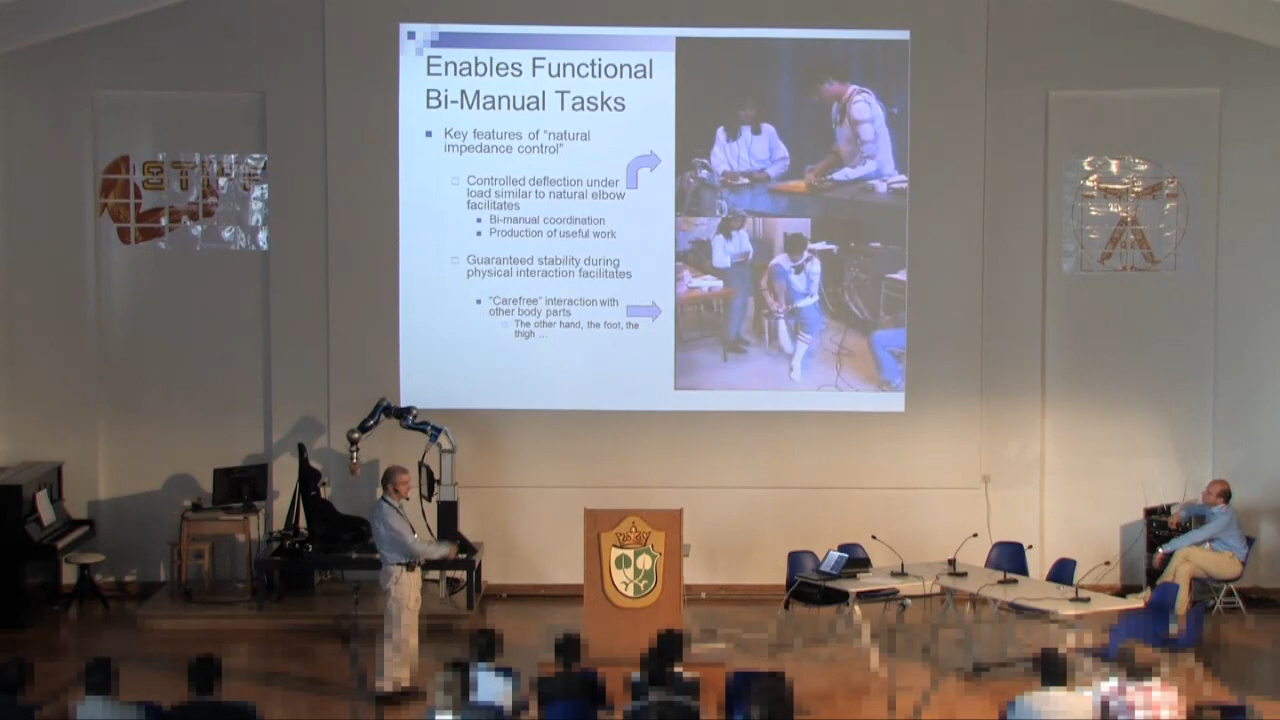 Enables Functional
Bi-Manual Tasks
Key features of "natural
impedance control"
Controlled deflection under
load similar to natural elbow
facilitates
Bi-manual coordination
Production of useful work
Guaranteed stability during
physical interaction facilitates
"Carefree" interaction with
other body parts
The other hand, the foot, the
thigh ...